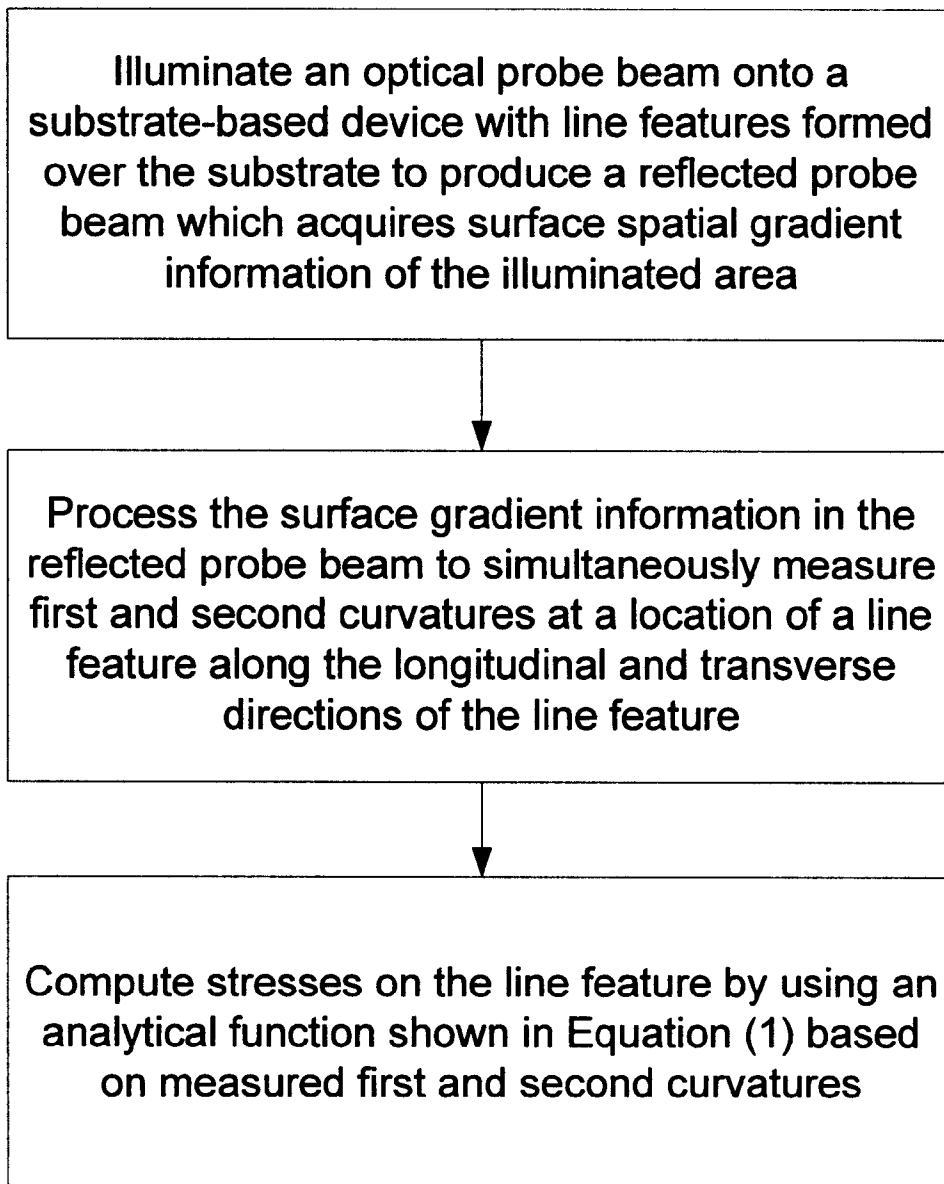 Illuminate an optical probe beam onto a
substrate-based device with line features formed
over the substrate to produce a reflected probe
beam which acquires surface spatial gradient
information of the illuminated area
Process the surface gradient information in the
reflected probe beam to simultaneously measure
first and second curvatures at a location of a line
feature along the longitudinal and transverse
directions of the line feature
Compute stresses on the line feature by using an
analytical function shown in Equation (1) based
on measured first and second curvatures